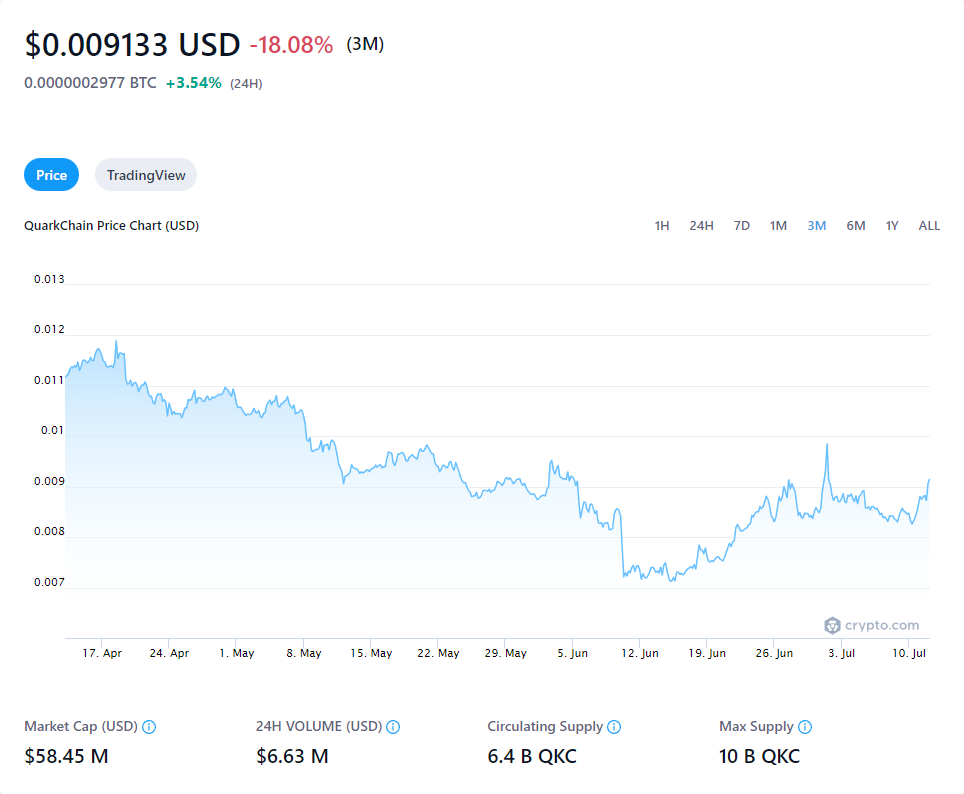 $0.009133 USD -18.08% (3M)
0.0000002977 BTC +3.54% (24H)
Price TradingView
QuarkChain Price Chart (USD) 1H 24H 7D 1M 3M 6M 1Y ALL
0.013
0.012
0.011
0.01
0.009
0.008
0.007
crypto.com
17. Apr 24. Apr 1. May 8. May 15. May 22. May 29. May 5. Jun 12. Jun 19. Jun 26. Jun 3. Jul 10. Jul
Market Cap (USD) 24H VOLUME (USD) Circulating Supply Max Supply
$58.45 M $6.63 M 6.4 B QKC 10 B QKC